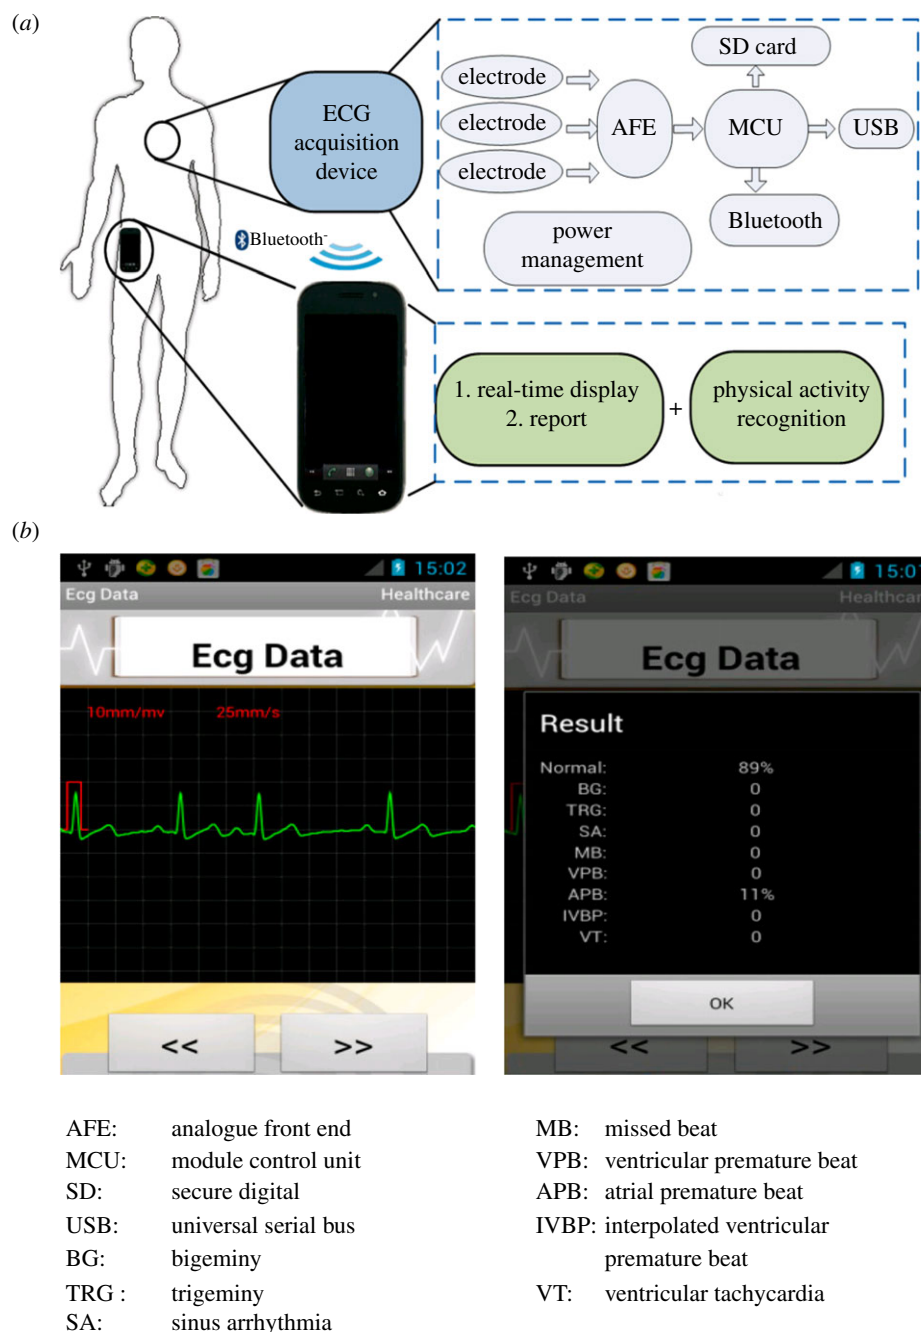 (a)
ECG
acquisition
device
electrode
electrode
electrode
AFE
MCU
SD card
USB
Bluetooth
power
management
Bluetooth
1. real-time display
2. report
+
physical activity
recognition
(b)
15:02
Ecg Data Healthcare
Ecg Data
10mm/mv 25mm/s
<< >>
15:01
Ecg Data Healthcar
Ecg Data
Result
Normal: 89%
BG: 0
TRG: 0
SA: 0
MB: 0
VPB: 0
APB: 11%
IVBP: 0
VT: 0
OK
<< >>
AFE: analogue front end
MCU: module control unit
SD: secure digital
USB: universal serial bus
BG: bigeminy
TRG : trigeminy
SA: sinus arrhythmia
MB: missed beat
VPB: ventricular premature beat
APB: atrial premature beat
IVBP: interpolated ventricular
premature beat
VT: ventricular tachycardia